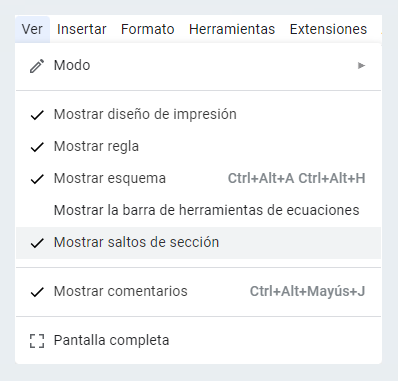 Ver Insertar Formato Herramientas Extensiones
Modo
Mostrar diseño de impresión
Mostrar regla
Mostrar esquema Ctrl+Alt+A Ctrl+Alt+H
Mostrar la barra de herramientas de ecuaciones
Mostrar saltos de sección
Mostrar comentarios Ctrl+Alt+Mayús+J
Pantalla completa